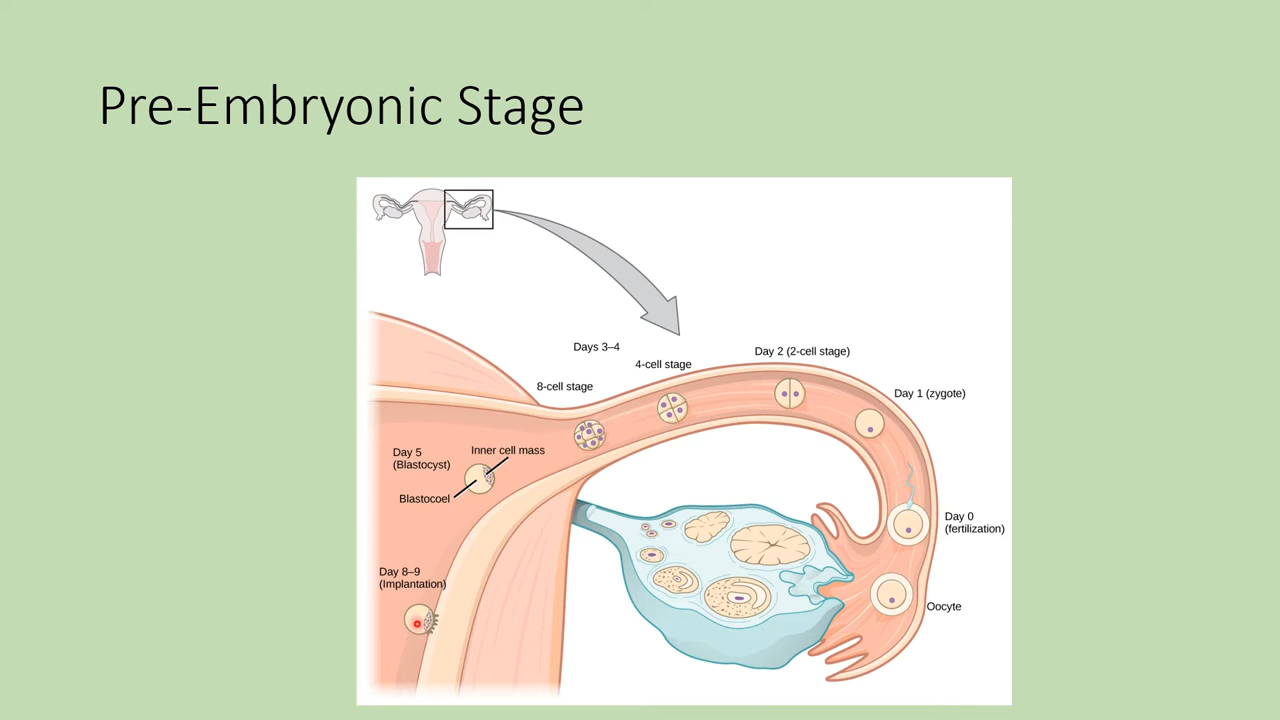 Pre-Embryonic Stage
Days 3–4
Day 2 (2-cell stage)
4-cell stage
8-cell stage
Day 1 (zygote)
Day 5
(Blastocyst)
Inner cell mass
Blastocoel
Day 0
(fertilization)
Day 8–9
(Implantation)
Oocyte